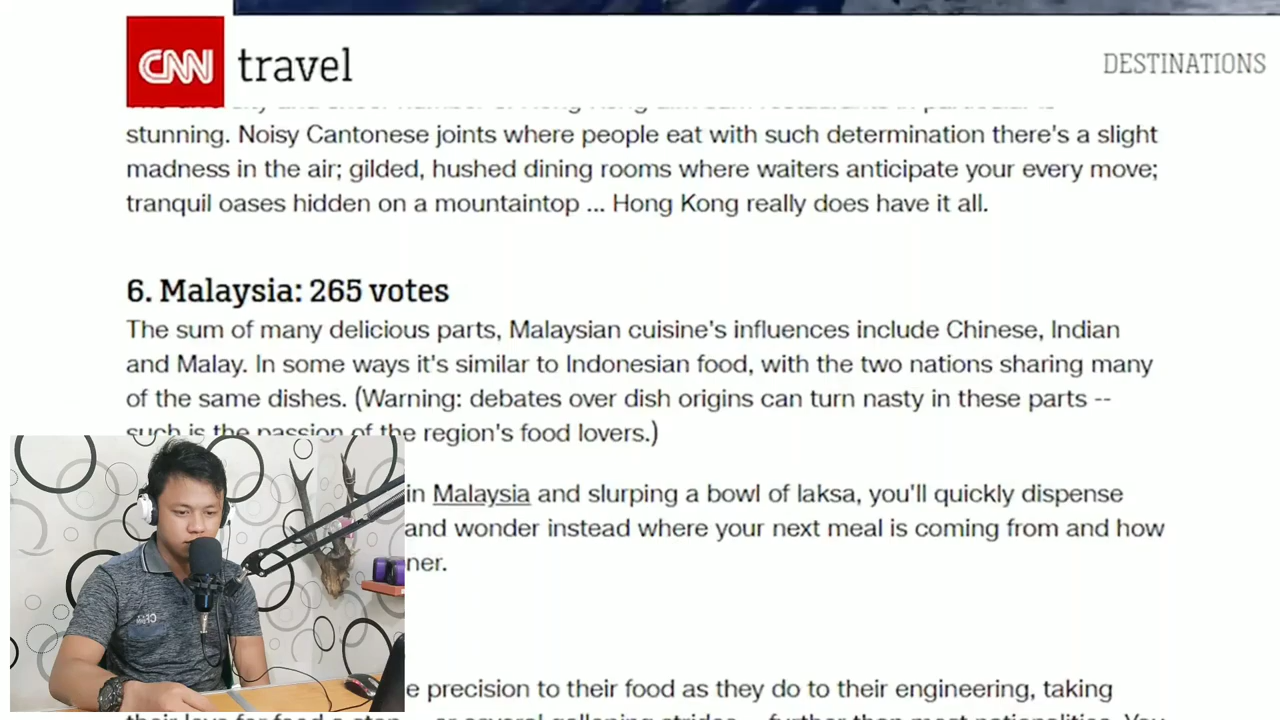 CNN travel
DESTINATIONS
stunning. Noisy Cantonese joints where people eat with such determination there's a slight
madness in the air; gilded, hushed dining rooms where waiters anticipate your every move;
tranquil oases hidden on a mountaintop ... Hong Kong really does have it all.
6. Malaysia: 265 votes
The sum of many delicious parts, Malaysian cuisine's influences include Chinese, Indian
and Malay. In some ways it's similar to Indonesian food, with the two nations sharing many
of the same dishes. (Warning: debates over dish origins can turn nasty in these parts --
such is the passion of the region's food lovers.)
in Malaysia and slurping a bowl of laksa, you'll quickly dispense
and wonder instead where your next meal is coming from and how
ner.
e precision to their food as they do to their engineering, taking